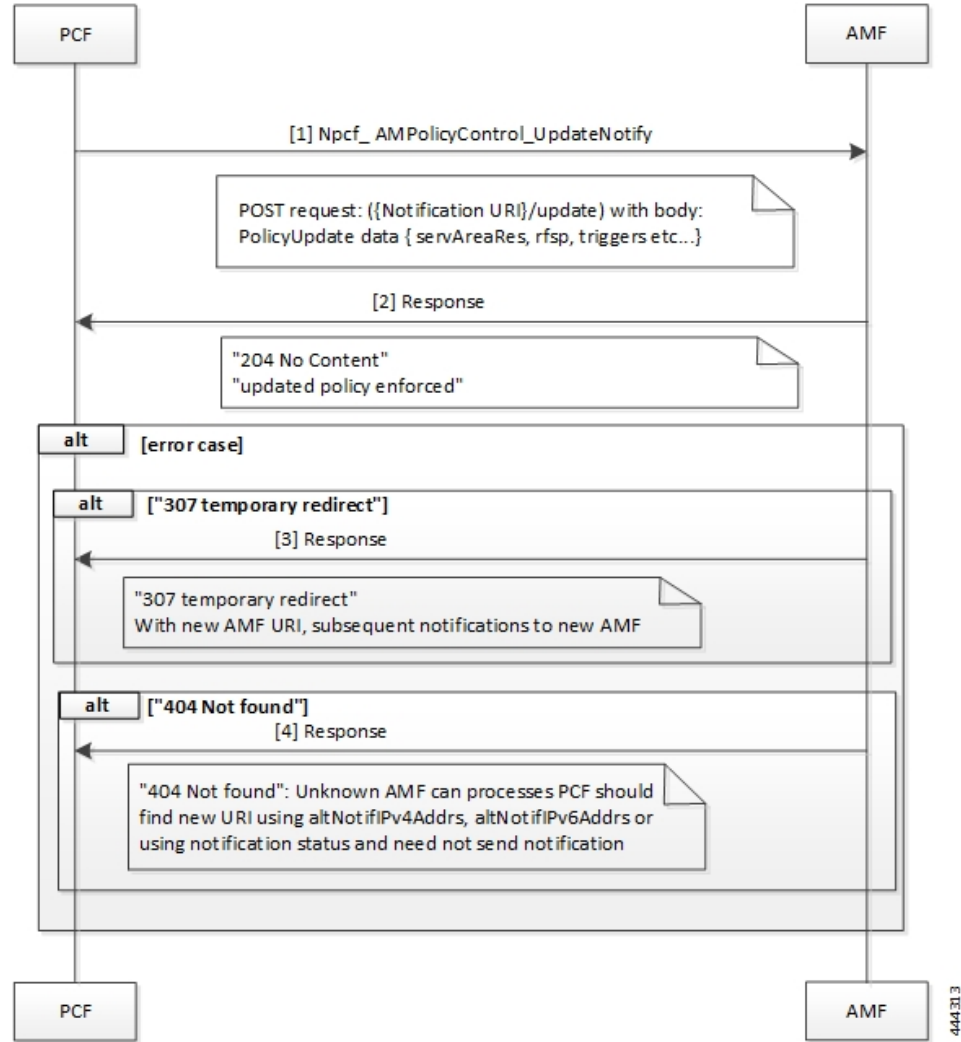 PCF
AMF
[1] Npcf_ AMPolicyControl_UpdateNotify
POST request: ({Notification URI}/update) with body:
PolicyUpdate data { servAreaRes, rfsp, triggers etc...}
[2] Response
"204 No Content"
"updated policy enforced"
alt
[error case]
alt
["307 temporary redirect"]
[3] Response
"307 temporary redirect"
With new AMF URI, subsequent notifications to new AMF
alt
["404 Not found"]
[4] Response
"404 Not found": Unknown AMF can processes PCF should
find new URI using altNotifIPv4Addrs, altNotifIPv6Addrs or
using notification status and need not send notification
PCF
AMF
444313